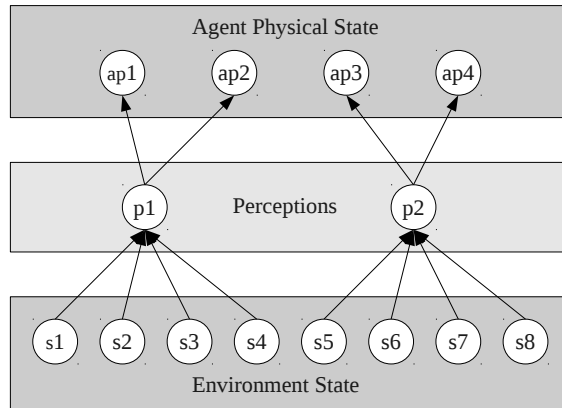 Agent Physical State
ap1 ap2 ap3 ap4
p1 Perceptions p2
s1 s2 s3 s4 s5 s6 s7 s8
Environment State